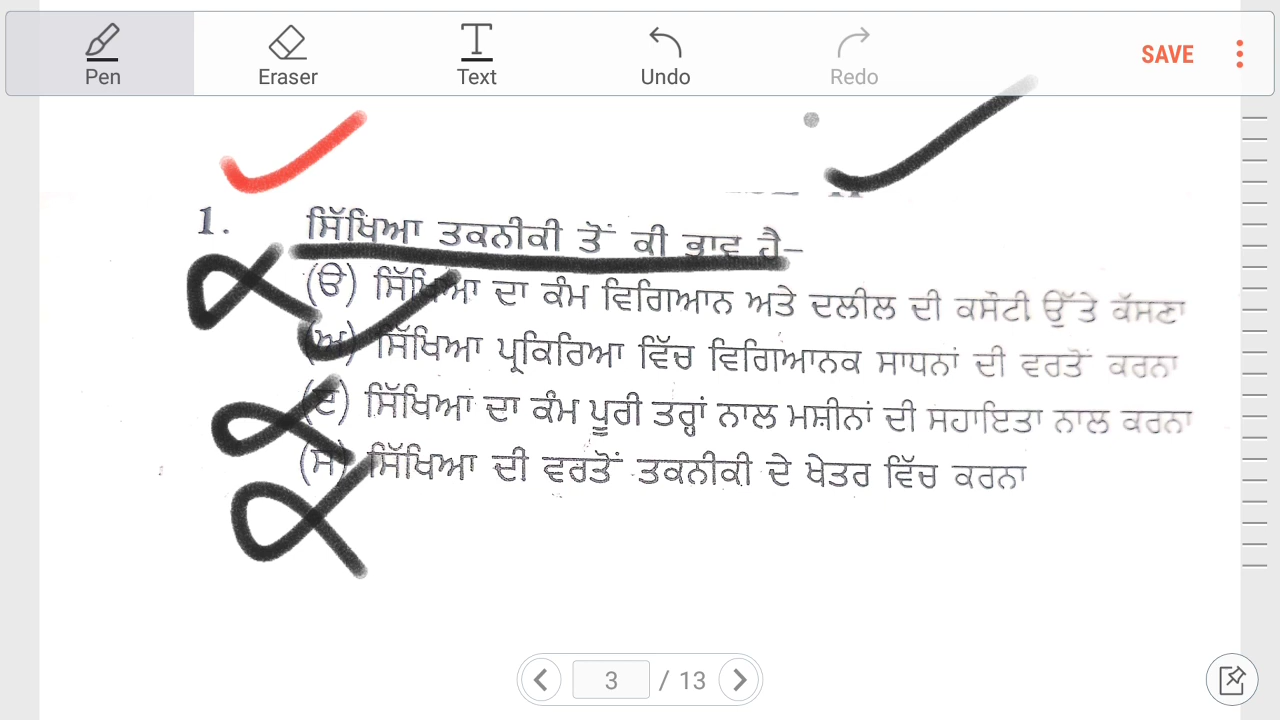 Pen Eraser Text Undo Redo SAVE
1. ਸਿੱਖਿਆ ਤਕਨੀਕੀ ਤੋਂ ਕੀ ਭਾਵ ਹੈ–
(ੳ) ਸਿੱਖਿਆ ਦਾ ਕੰਮ ਵਿਗਿਆਨ ਅਤੇ ਦਲੀਲ ਦੀ ਕਸੌਟੀ ਉੱਤੇ ਕੱਸਣਾ
(ਅ) ਸਿੱਖਿਆ ਪ੍ਰਕਿਰਿਆ ਵਿੱਚ ਵਿਗਿਆਨਕ ਸਾਧਨਾਂ ਦੀ ਵਰਤੋਂ ਕਰਨਾ
(ੲ) ਸਿੱਖਿਆ ਦਾ ਕੰਮ ਪੂਰੀ ਤਰ੍ਹਾਂ ਨਾਲ ਮਸ਼ੀਨਾਂ ਦੀ ਸਹਾਇਤਾ ਨਾਲ ਕਰਨਾ
(ਸ) ਸਿੱਖਿਆ ਦੀ ਵਰਤੋਂ ਤਕਨੀਕੀ ਦੇ ਖੇਤਰ ਵਿੱਚ ਕਰਨਾ
3 / 13